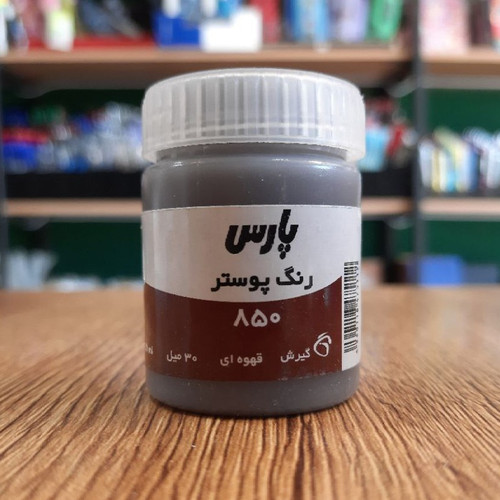 پارس
رنگ پوستر
۸۵۰
گیرش قهوه ای ۳۰ میل